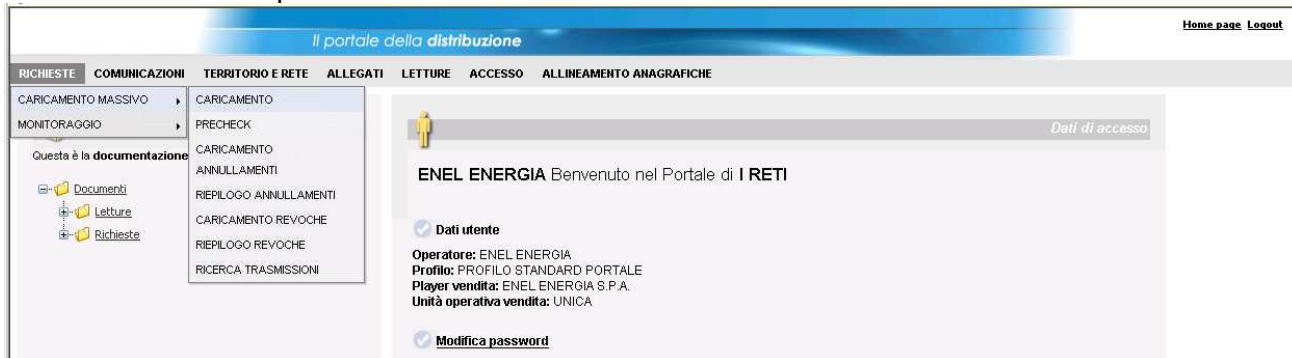 Home page Logout
Il portale della distribuzione
RICHIESTE COMUNICAZIONI TERRITORIO E RETE ALLEGATI LETTURE ACCESSO ALLINEAMENTO ANAGRAFICHE
CARICAMENTO MASSIVO
MONITORAGGIO
CARICAMENTO
PRECHECK
CARICAMENTO
ANNULLAMENTI
RIEPILOGO ANNULLAMENTI
CARICAMENTO REVOCHE
RIEPILOGO REVOCHE
RICERCA TRASMISSIONI
Questa è la documentazione
Documenti
Letture
Richieste
Dati di accesso
ENEL ENERGIA Benvenuto nel Portale di I RETI
Dati utente
Operatore: ENEL ENERGIA
Profilo: PROFILO STANDARD PORTALE
Player vendita: ENEL ENERGIA S.P.A.
Unità operativa vendita: UNICA
Modifica password